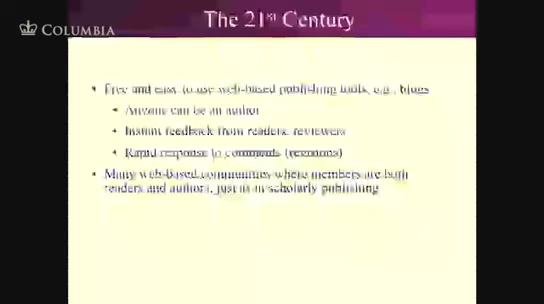 COLUMBIA
The 21st Century
• Free and easy to use web-based publishing tools, e.g., blogs
• Anyone can be an author
• Instant feedback from readers, reviewers
• Rapid response to comments (revisions)
• Many web-based communities where members are both
readers and authors, just as in scholarly publishing